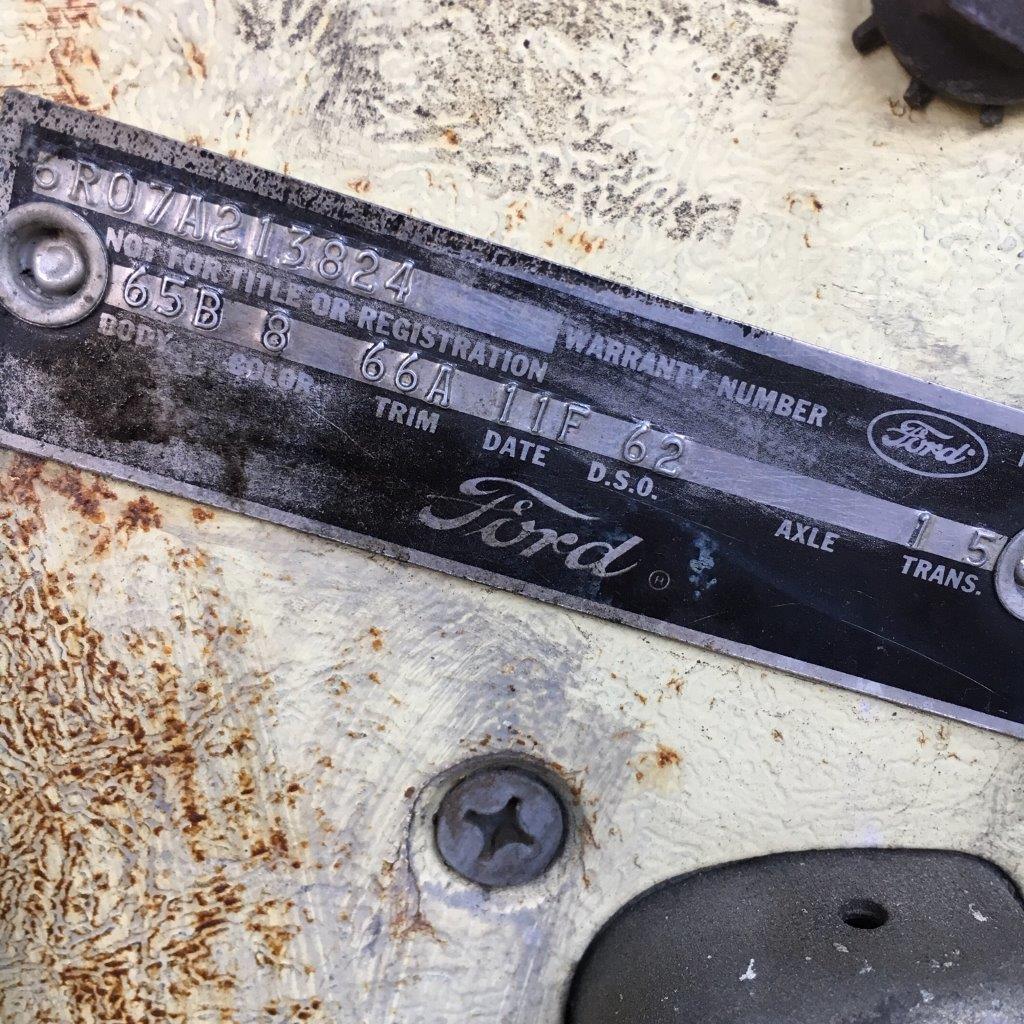 6R07A213824
NOT FOR TITLE OR REGISTRATION WARRANTY NUMBER
Ford
65B 8 66A 11F 62 1 5
BODY COLOR TRIM DATE D.S.O. AXLE TRANS.
Ford